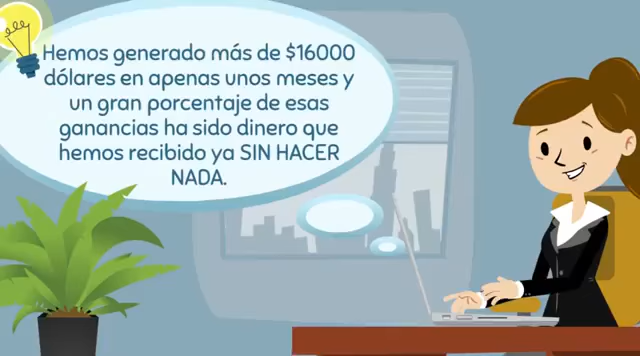 Hemos generado más de $16000
dólares en apenas unos meses y
un gran porcentaje de esas
ganancias ha sido dinero que
hemos recibido ya SIN HACER
NADA.